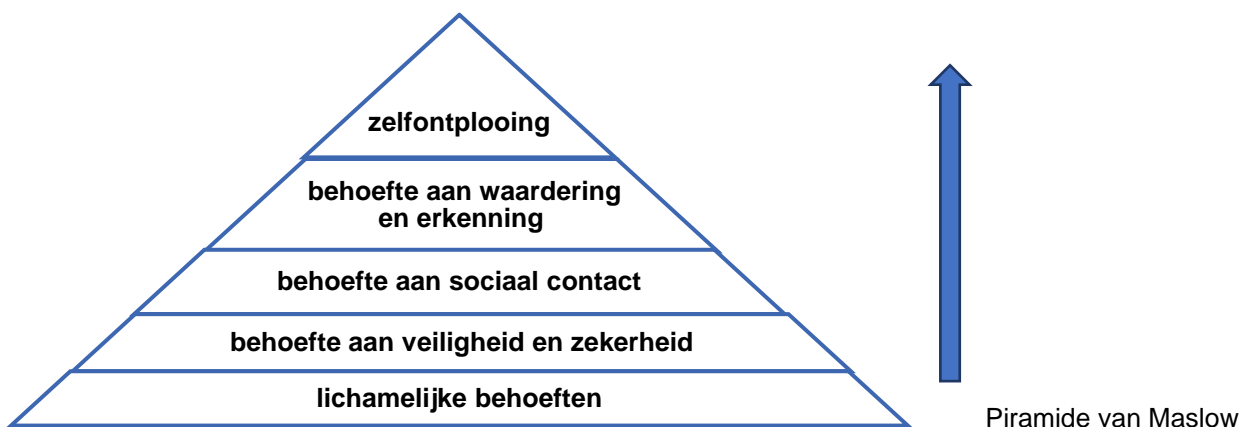 zelfontplooing
behoefte aan waardering
en erkenning
behoefte aan sociaal contact
behoefte aan veiligheid en zekerheid
lichamelijke behoeften
Piramide van Maslow